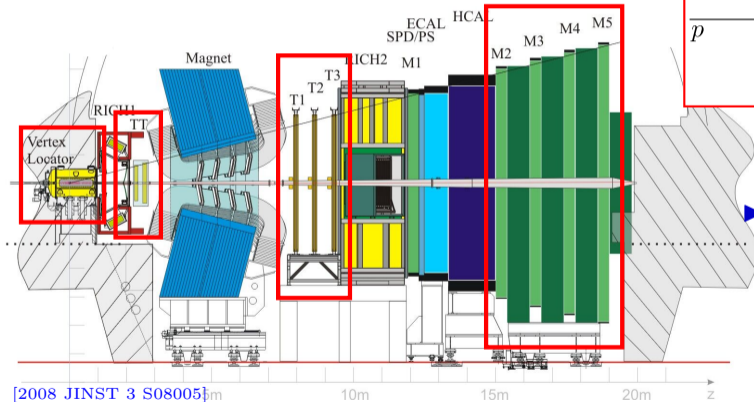 p
M5
M4
HCAL
M3
ECAL
M2
SPD/PS
Magnet
M1
RICH2
T3
T2
T1
RICH1
TT
Vertex
Locator
[2008 JINST 3 S08005]
5m
10m
15m
20m
z